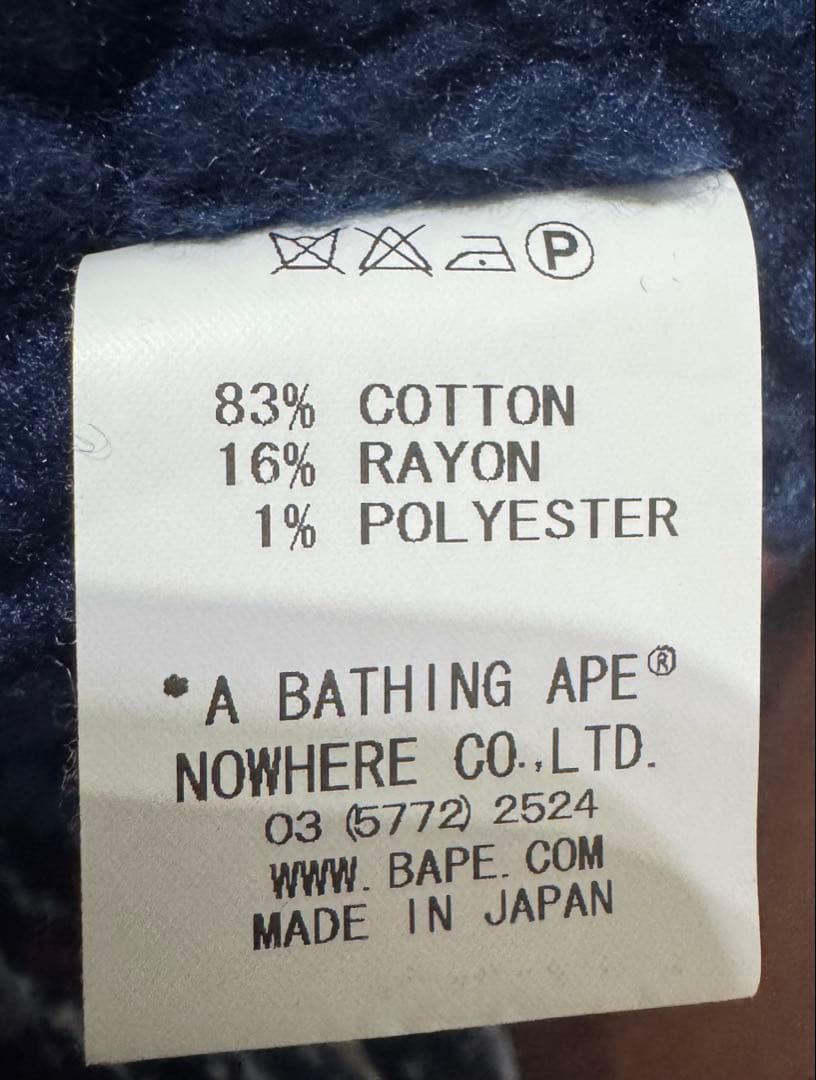 P
83% COTTON
16% RAYON
1% POLYESTER
*A BATHING APE®
NOWHERE CO.,LTD.
03 (5772) 2524
WWW. BAPE. COM
MADE IN JAPAN